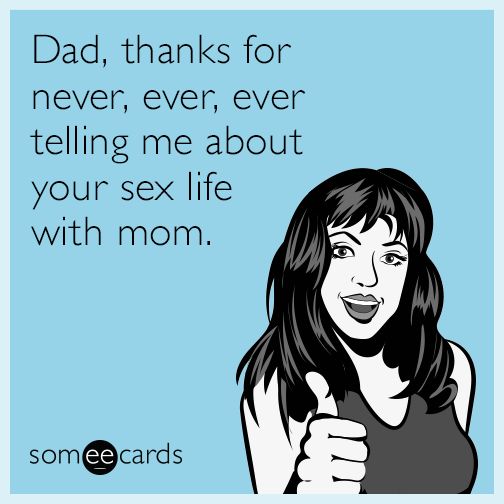 Dad, thanks for
never, ever, ever
telling me about
your sex life
with mom.
someecards